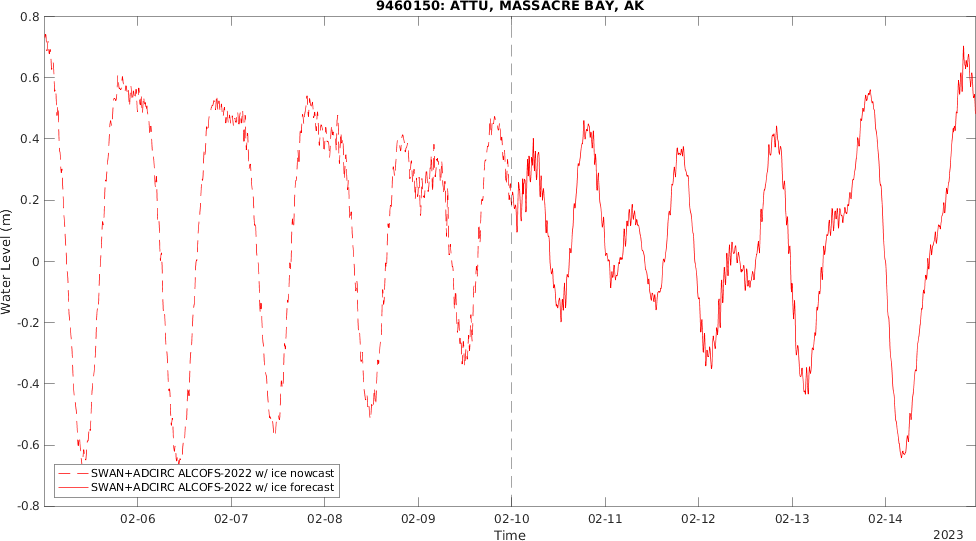 9460150: ATTU, MASSACRE BAY, AK
0.8
0.6
0.4
0.2
0
-0.2
-0.4
-0.6
-0.8
Water Level (m)
SWAN+ADCIRC ALCOFS-2022 w/ ice nowcast
SWAN+ADCIRC ALCOFS-2022 w/ ice forecast
02-06 02-07 02-08 02-09 02-10 02-11 02-12 02-13 02-14
Time
2023